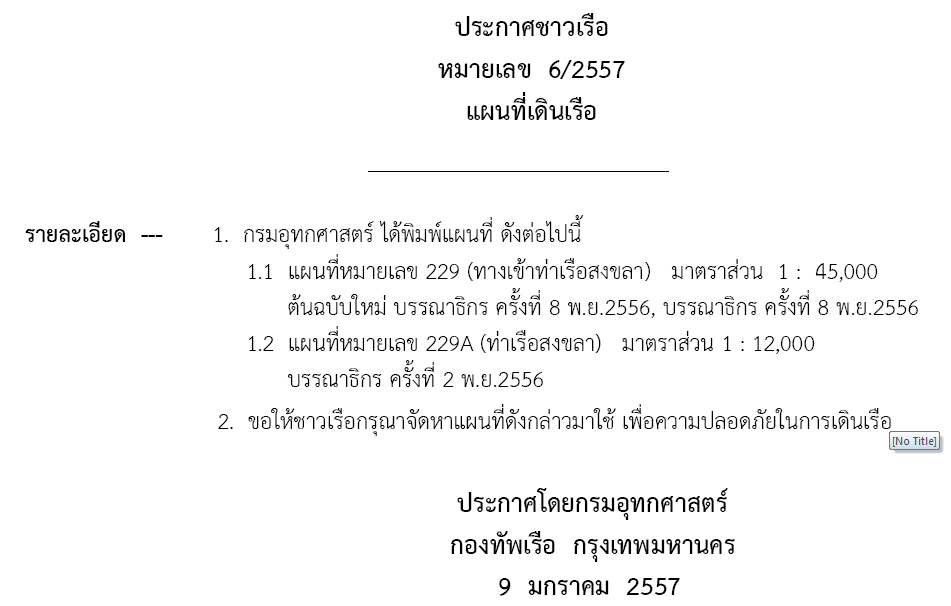 ประกาศชาวเรือ
หมายเลข 6/2557
แผนที่เดินเรือ
รายละเอียด --- 1. กรมอุทกศาสตร์ ได้พิมพ์แผนที่ ดังต่อไปนี้
1.1 แผนที่หมายเลข 229 (ทางเข้าท่าเรือสงขลา) มาตราส่วน 1 : 45,000
ต้นฉบับใหม่ บรรณาธิกร ครั้งที่ 8 พ.ย.2556, บรรณาธิกร ครั้งที่ 8 พ.ย.2556
1.2 แผนที่หมายเลข 229A (ท่าเรือสงขลา) มาตราส่วน 1 : 12,000
บรรณาธิกร ครั้งที่ 2 พ.ย.2556
2. ขอให้ชาวเรือกรุณาจัดหาแผนที่ดังกล่าวมาใช้ เพื่อความปลอดภัยในการเดินเรือ
[No Title]
ประกาศโดยกรมอุทกศาสตร์
กองทัพเรือ กรุงเทพมหานคร
9 มกราคม 2557